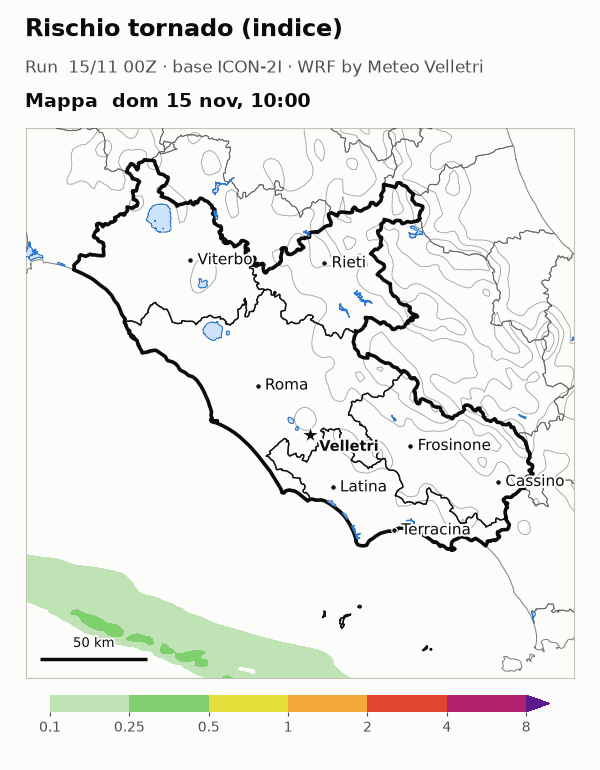 Rischio tornado (indice)
Run  15/11 00Z · base ICON-2I · WRF by Meteo Velletri
Mappa  dom 15 nov, 10:00
Viterbo
Rieti
Roma
Velletri
Frosinone
Latina
Cassino
Terracina
50 km
0.1 0.25 0.5 1 2 4 8